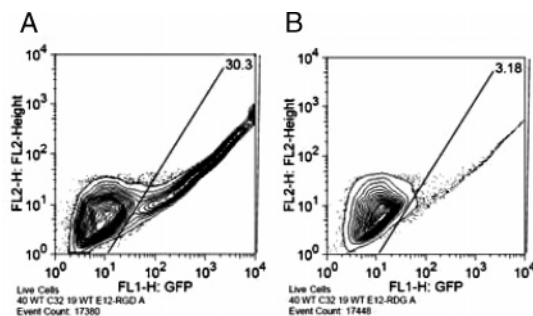 A
10⁴
10³
10²
10¹
10⁰
FL2-H: FL2-Height
30.3
10⁰ 10¹ 10² 10³ 10⁴
FL1-H: GFP
Live Cells
40 WT C32 19 WT E12-RGD A
Event Count: 17380
B
10⁴
10³
10²
10¹
10⁰
FL2-H: FL2-Height
3.18
10⁰ 10¹ 10² 10³ 10⁴
FL1-H: GFP
Live Cells
40 WT C32 19 WT E12-RDG A
Event Count: 17448